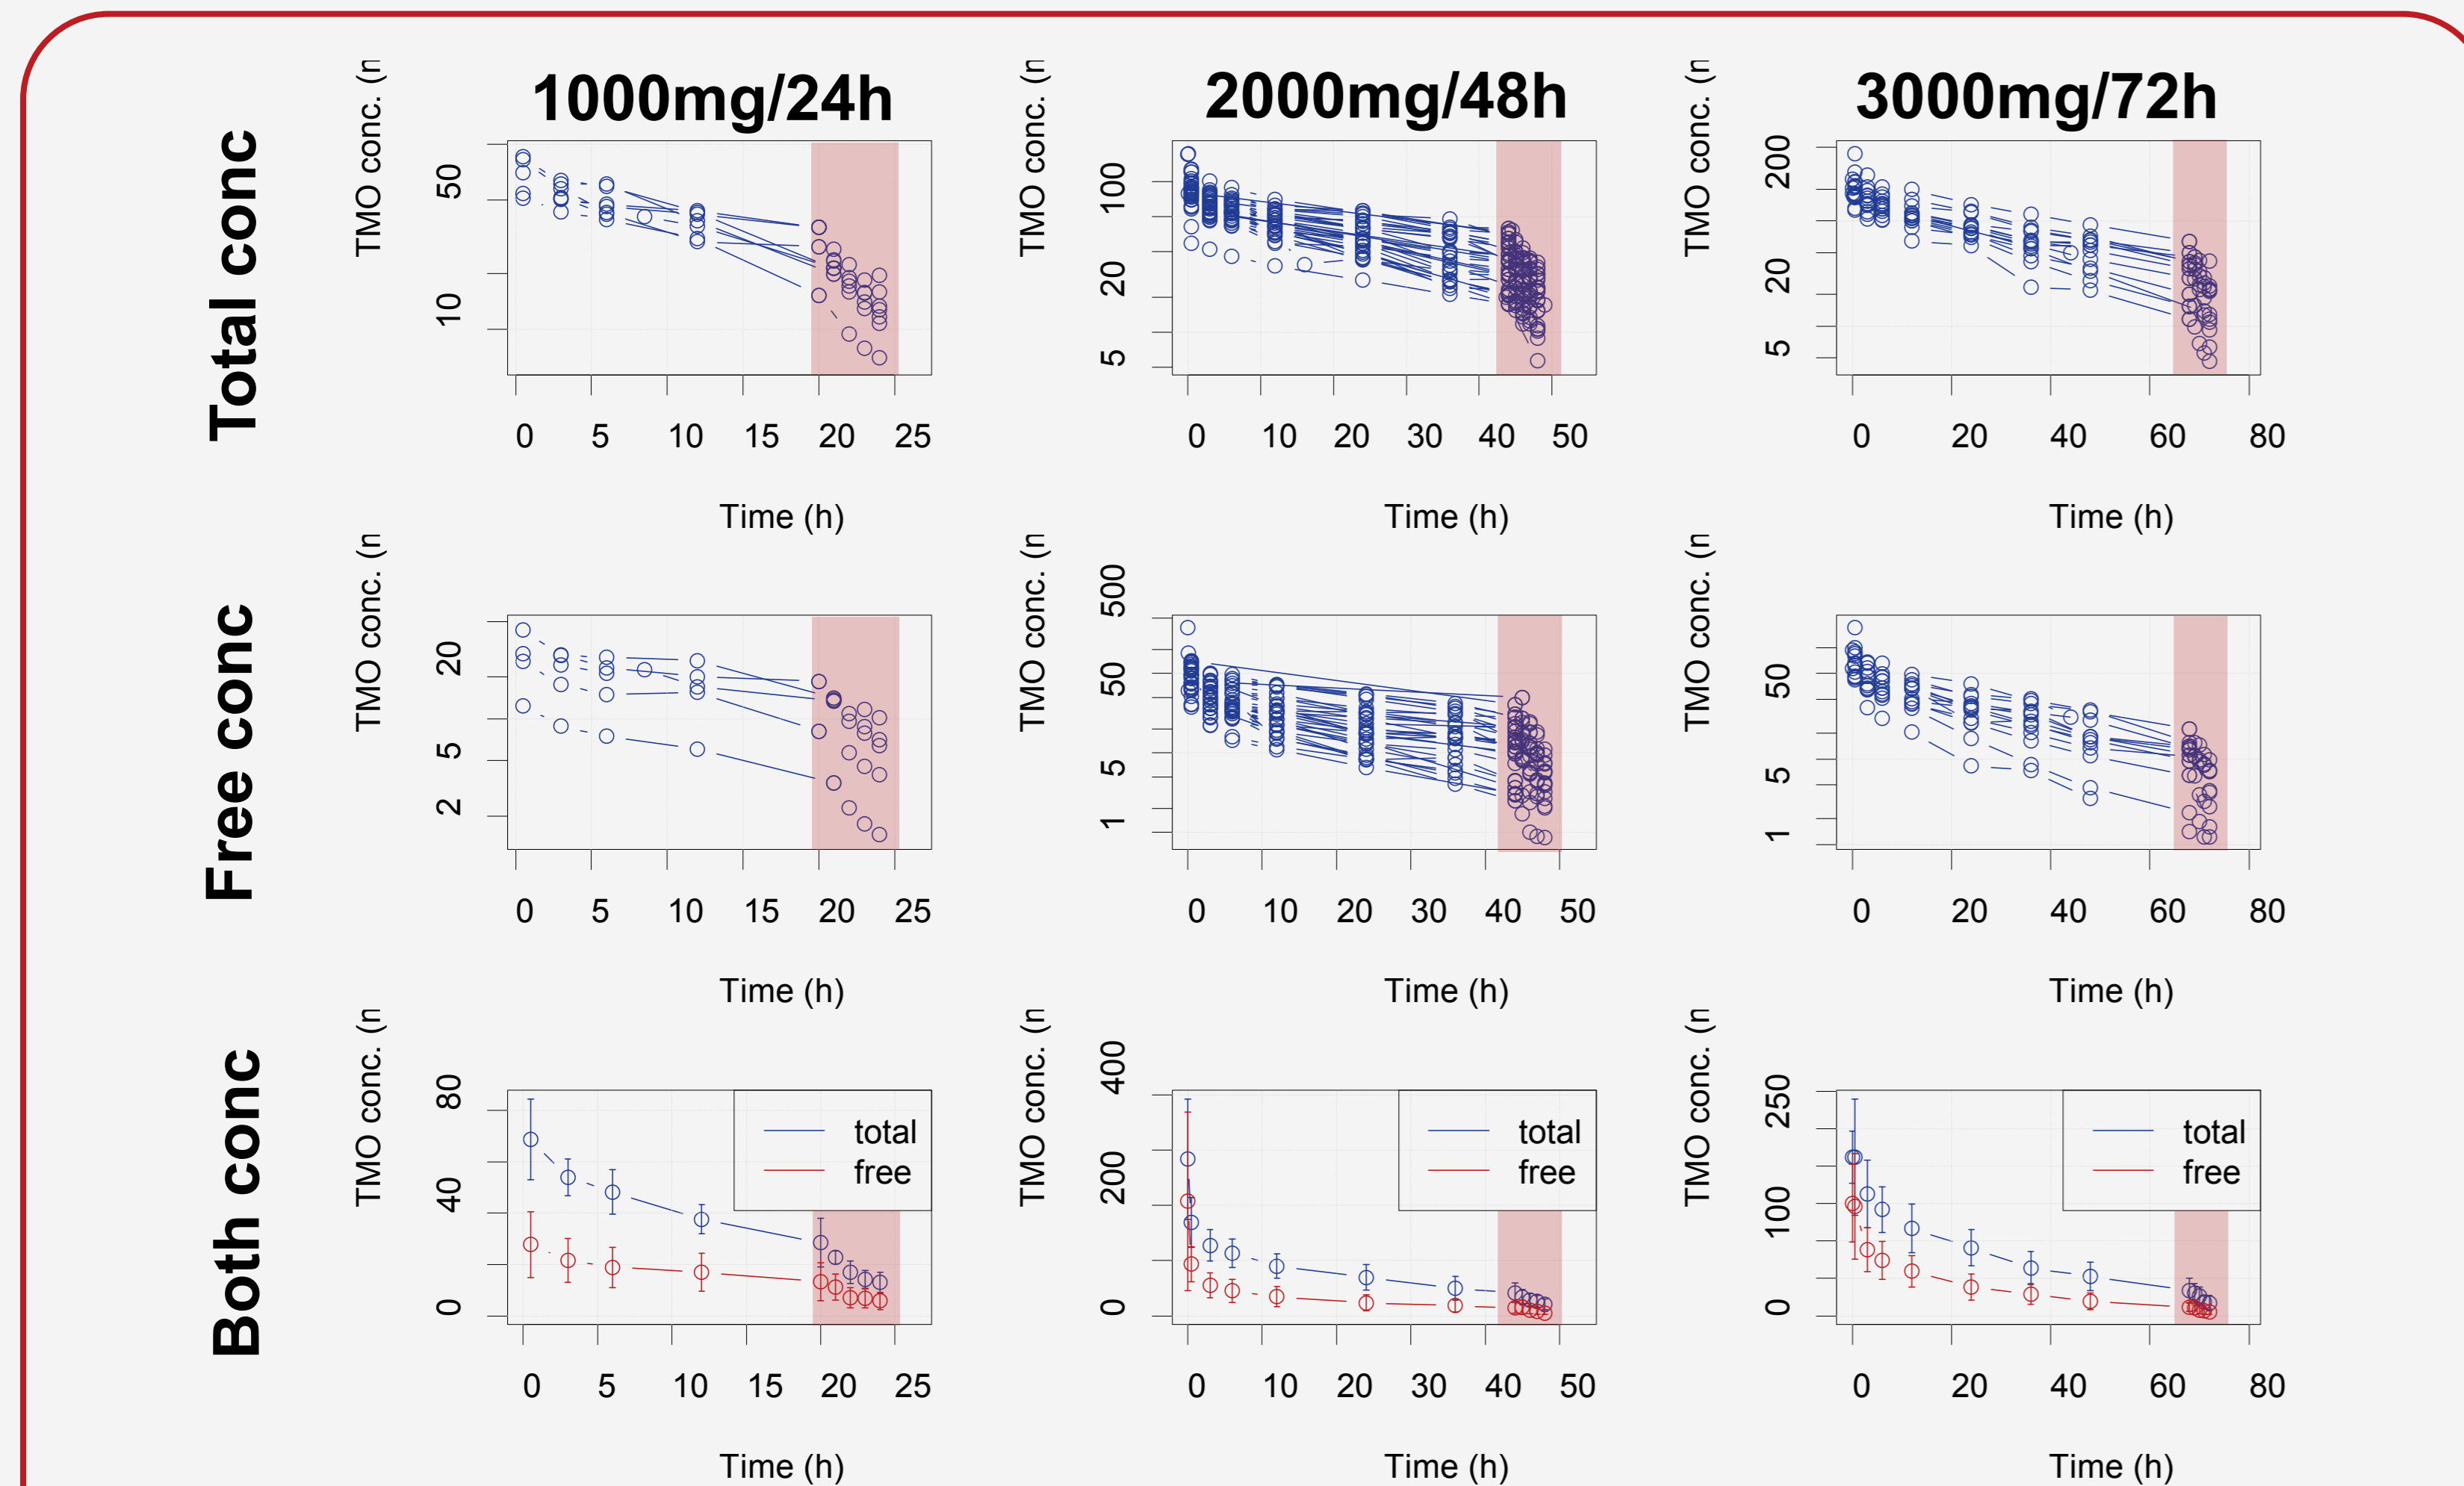 1000mg/24h
2000mg/48h
3000mg/72h
Total conc
TMO conc. (n
50
10
0 5 10 15 20 25
Time (h)
TMO conc. (n
100
20
5
0 10 20 30 40 50
Time (h)
TMO conc. (n
200
20
5
0 20 40 60 80
Time (h)
Free conc
TMO conc. (n
20
5
2
0 5 10 15 20 25
Time (h)
TMO conc. (n
500
50
5
1
0 10 20 30 40 50
Time (h)
TMO conc. (n
50
5
1
0 20 40 60 80
Time (h)
Both conc
TMO conc. (n
80
40
0
total
free
0 5 10 15 20 25
Time (h)
TMO conc. (n
400
200
0
total
free
0 10 20 30 40 50
Time (h)
TMO conc. (n
250
100
0
total
free
0 20 40 60 80
Time (h)